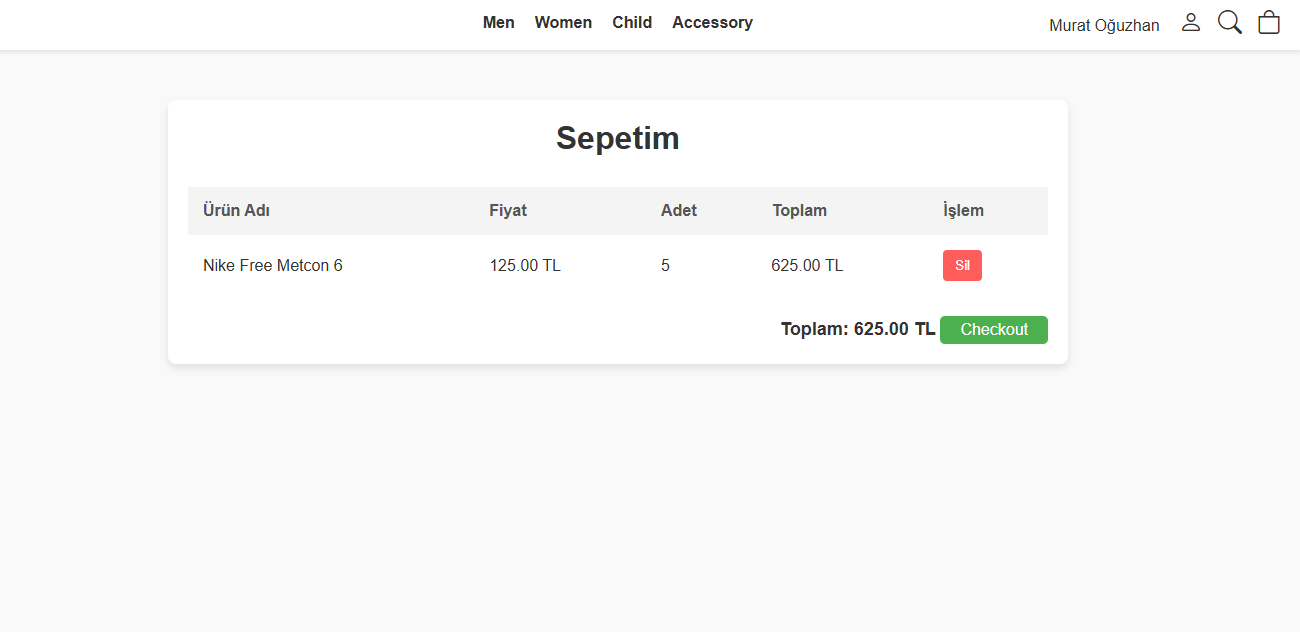 Men Women Child Accessory Murat Oğuzhan
Sepetim
Ürün Adı Fiyat Adet Toplam İşlem
Nike Free Metcon 6 125.00 TL 5 625.00 TL Sil
Toplam: 625.00 TL Checkout